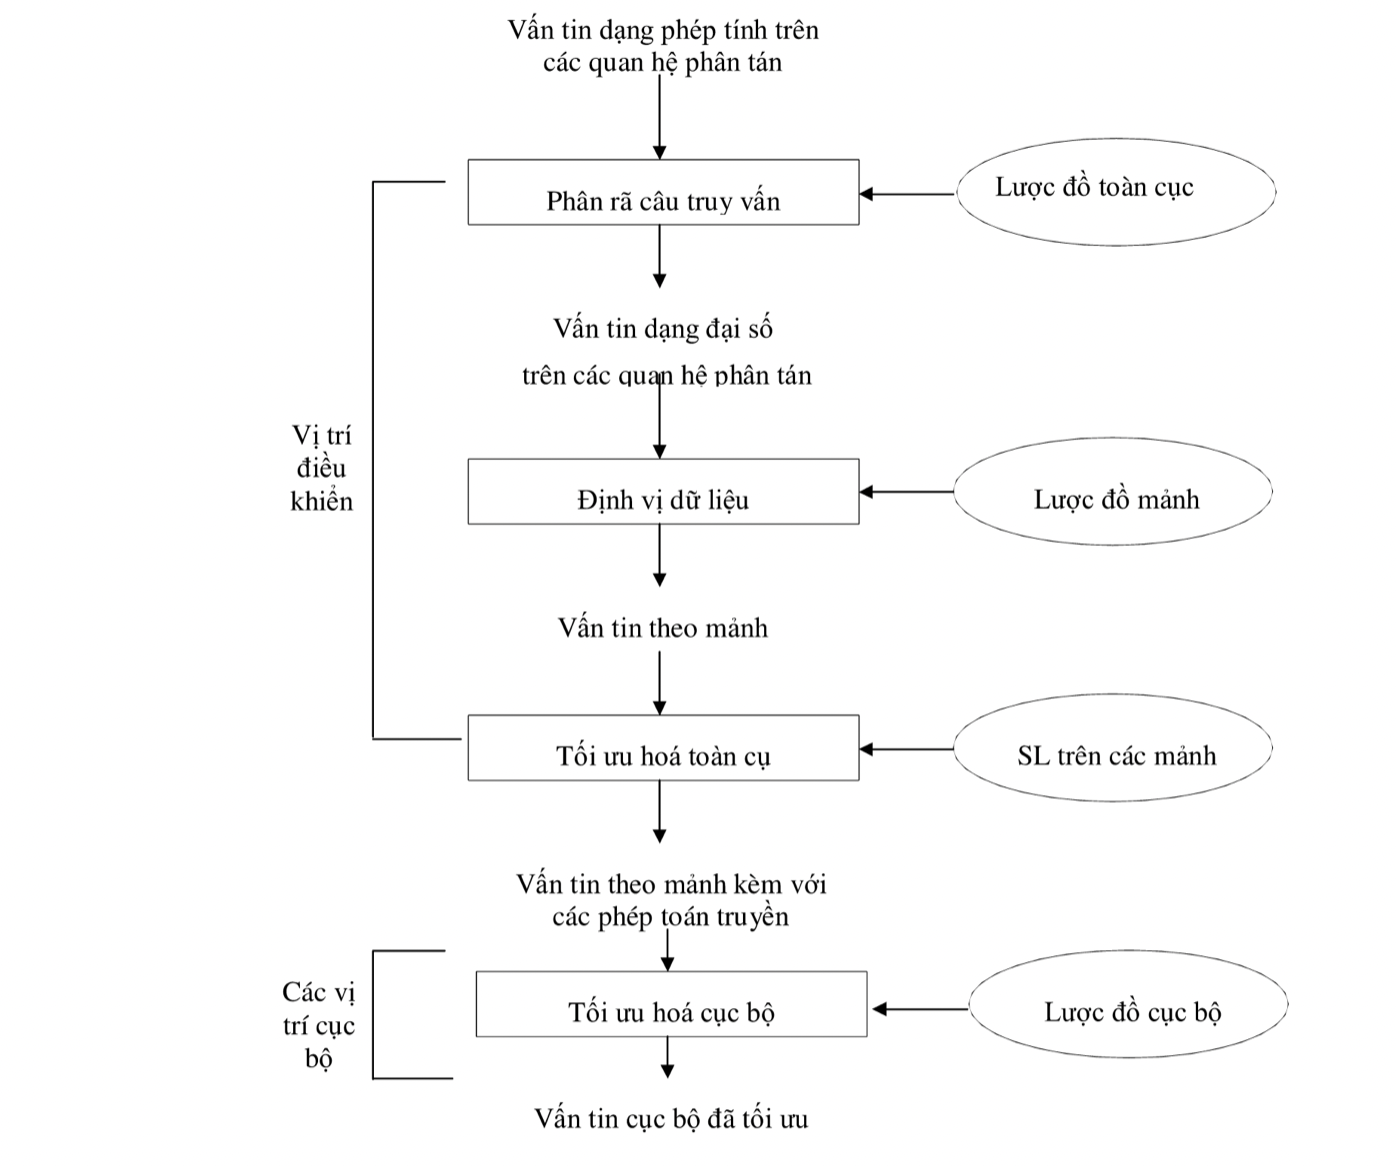 Vấn tin dạng phép tính trên
các quan hệ phân tán
Phân rã câu truy vấn
Lược đồ toàn cục
Vấn tin dạng đại số
trên các quan hệ phân tán
Vị trí
điều
khiển
Định vị dữ liệu
Lược đồ mảnh
Vấn tin theo mảnh
Tối ưu hoá toàn cụ
SL trên các mảnh
Vấn tin theo mảnh kèm với
các phép toán truyền
Các vị
trí cục
bộ
Tối ưu hoá cục bộ
Lược đồ cục bộ
Vấn tin cục bộ đã tối ưu